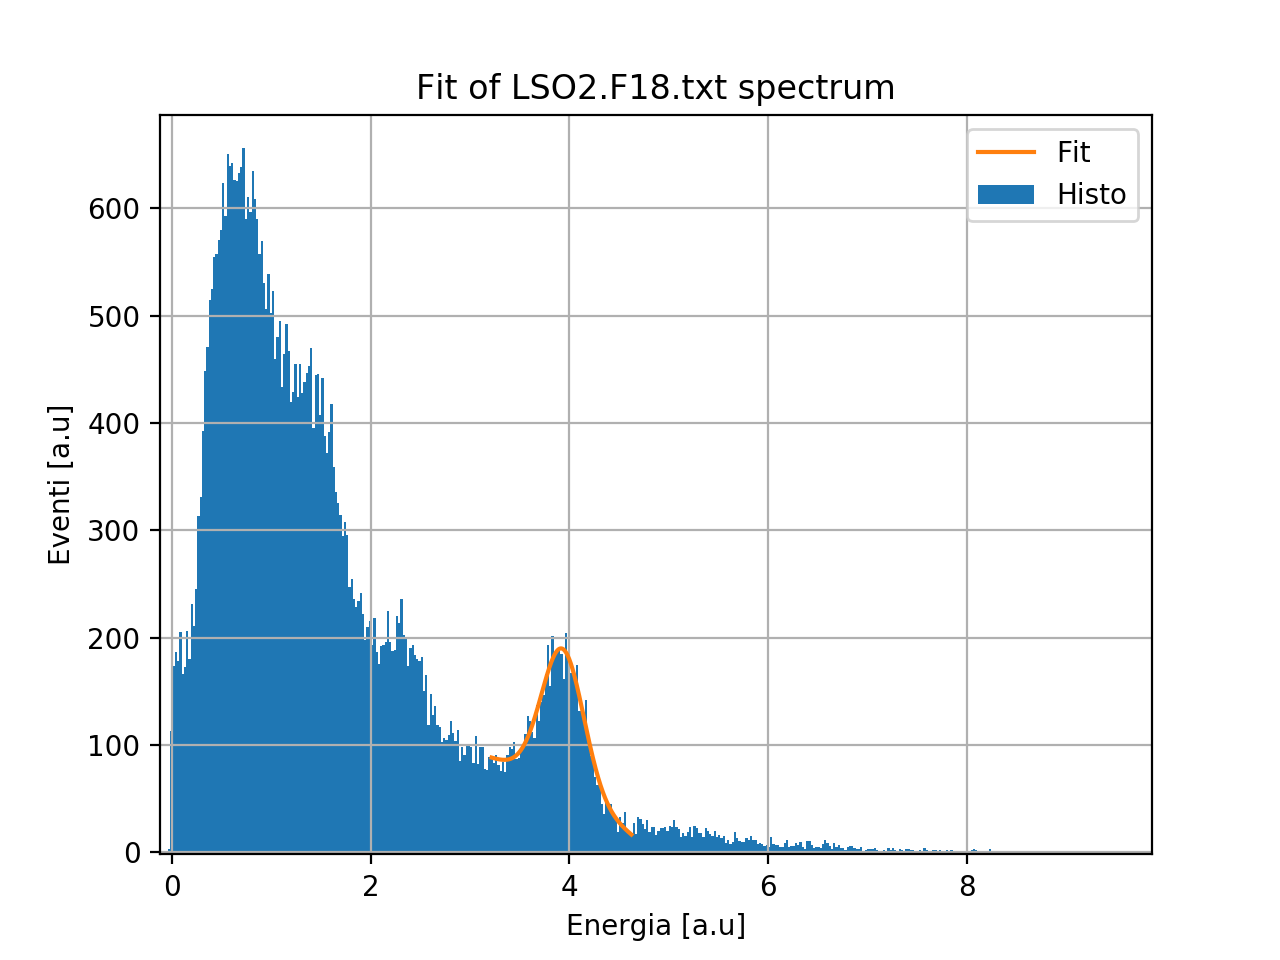 Fit of LSO2.F18.txt spectrum
Fit
Histo
600
500
400
300
200
100
0
Eventi [a.u]
0 2 4 6 8
Energia [a.u]